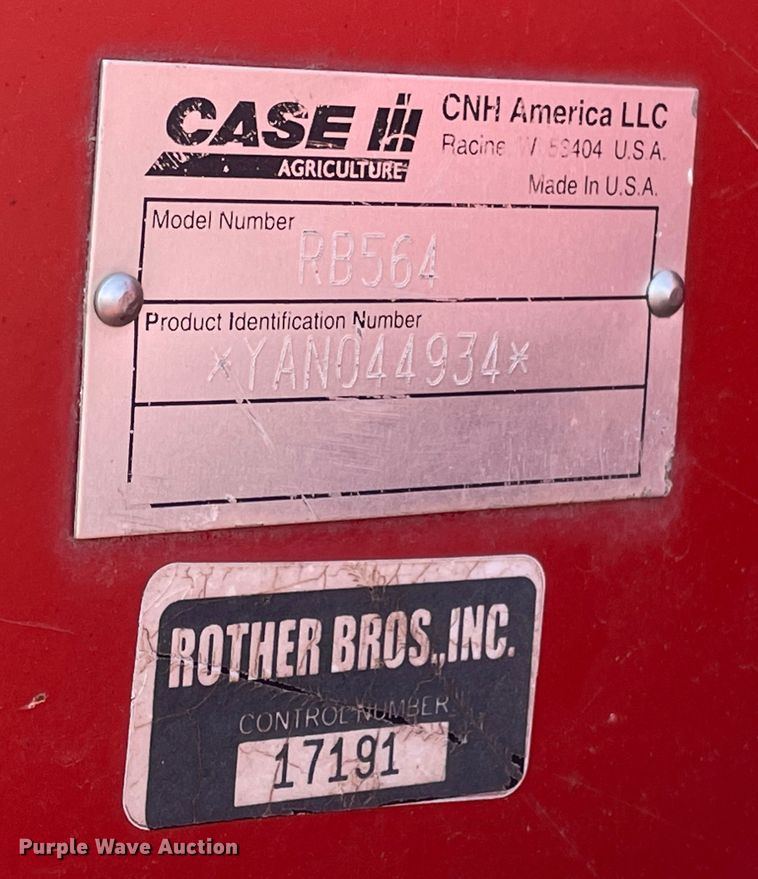 CASE IH
AGRICULTURE
CNH America LLC
Racine 53404 U.S.A.
Made In U.S.A.
Model Number
RB564
Product Identification Number
*YAN044934*
ROTHER BROS., INC.
CONTROL NUMBER
17191
Purple Wave Auction